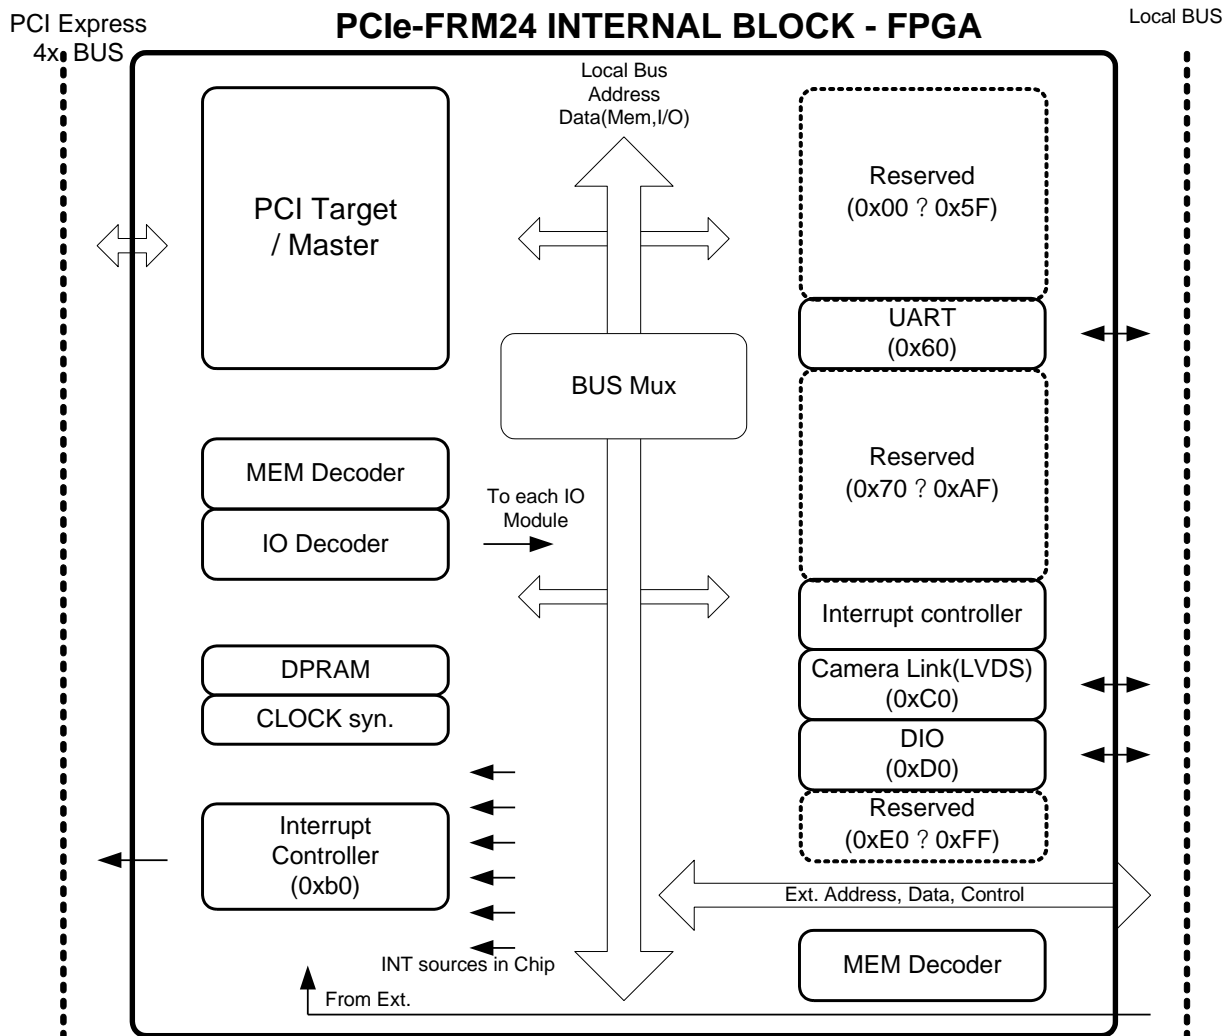 PCI Express
4x BUS
PCIe-FRM24 INTERNAL BLOCK - FPGA
Local BUS
Local Bus
Address
Data(Mem,I/O)
PCI Target
/ Master
Reserved
(0x00 ? 0x5F)
UART
(0x60)
BUS Mux
Reserved
(0x70 ? 0xAF)
MEM Decoder
IO Decoder
To each IO
Module
Interrupt controller
DPRAM
CLOCK syn.
Camera Link(LVDS)
(0xC0)
DIO
(0xD0)
Reserved
(0xE0 ? 0xFF)
Interrupt
Controller
(0xb0)
Ext. Address, Data, Control
INT sources in Chip
MEM Decoder
From Ext.